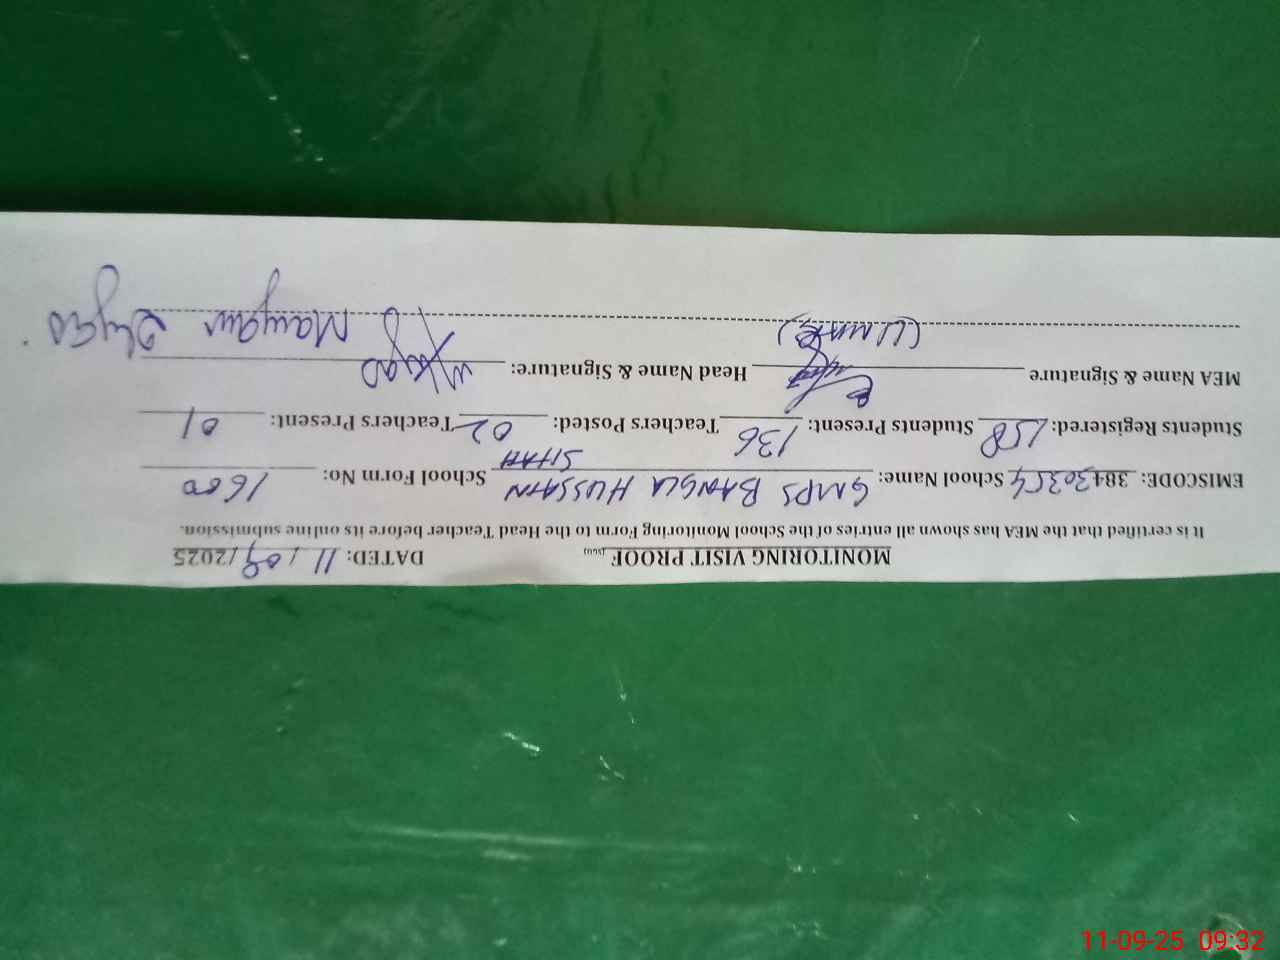 MONITORING VISIT PROOF DATED: 11/09/2025
It is certified that the MEA has shown all entries of the School Monitoring Form to the Head Teacher before its online submission.
EMISCODE: 38430354 School Name: GMPS BANGLA HUSSAIN SHAH School Form No: 1600
Students Registered: 158 Students Present: 136 Teachers Posted: 02 Teachers Present: 01
MEA Name & Signature Head Name & Signature:
11-09-25 09:32